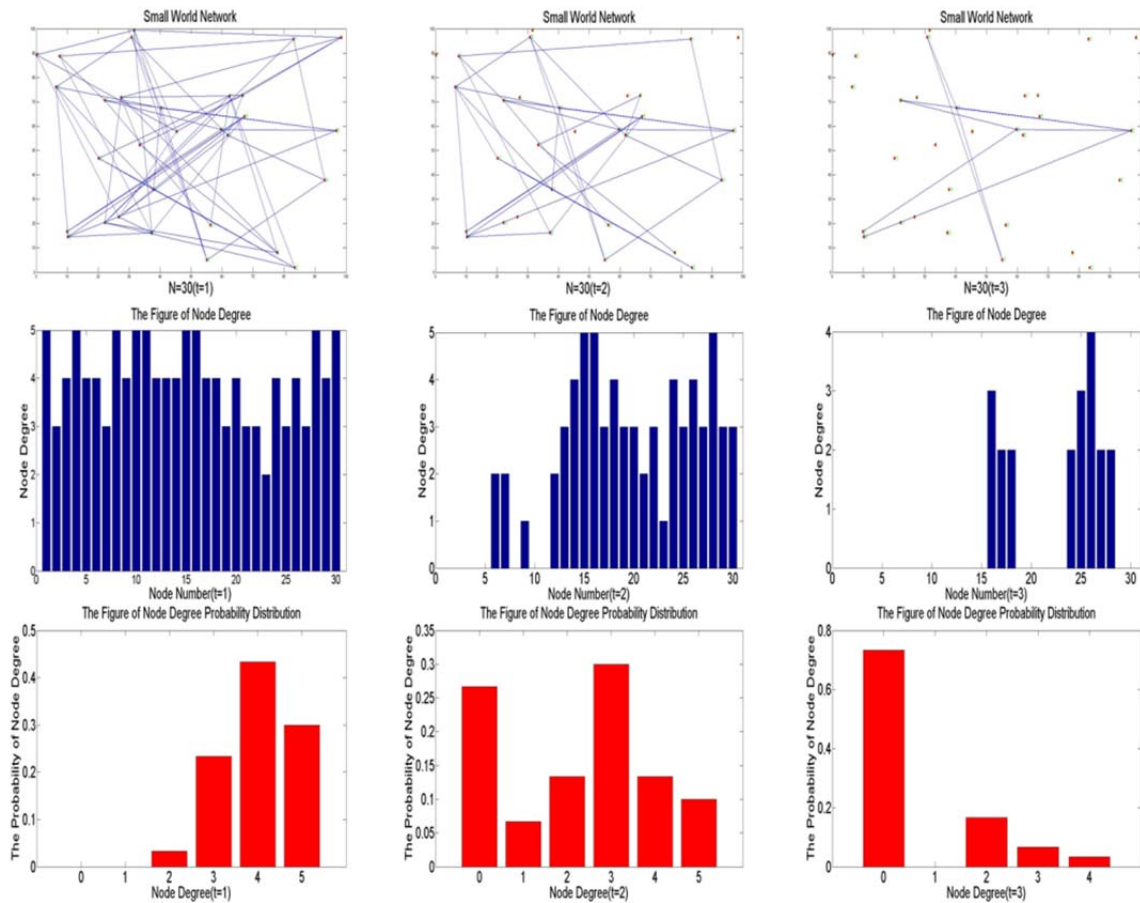 Small World Network
Small World Network
Small World Network
N=30(t=1)
N=30(t=2)
N=30(t=3)
The Figure of Node Degree
The Figure of Node Degree
The Figure of Node Degree
Node Degree
5
4
3
2
1
0
0 5 10 15 20 25 30
Node Number(t=1)
Node Degree
5
4
3
2
1
0
0 5 10 15 20 25 30
Node Number(t=2)
Node Degree
4
3
2
1
0
0 5 10 15 20 25 30
Node Number(t=3)
The Figure of Node Degree Probability Distribution
The Figure of Node Degree Probability Distribution
The Figure of Node Degree Probability Distribution
The Probability of Node Degree
0.5
0.4
0.3
0.2
0.1
0
0 1 2 3 4 5
Node Degree(t=1)
The Probability of Node Degree
0.35
0.3
0.25
0.2
0.15
0.1
0.05
0
0 1 2 3 4 5
Node Degree(t=2)
The Probability of Node Degree
0.8
0.6
0.4
0.2
0
0 1 2 3 4
Node Degree(t=3)